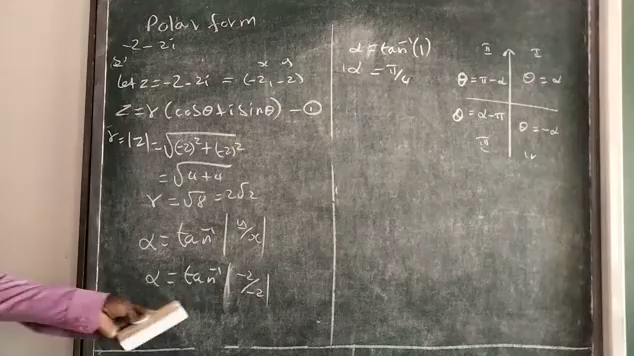 Polar form
-2-2i
let z = -2-2i = (-2, -2)
x y
z = r (cosθ + i sinθ) - ①
r = |z| = √(-2)² + (-2)²
= √4+4
r = √8 = 2√2
α = tan⁻¹ | y/x |
α = tan⁻¹ | -2/-2 |
α = tan⁻¹(1)
α = π/4
II I
θ = π-α θ = α
θ = α-π θ = -α
III IV